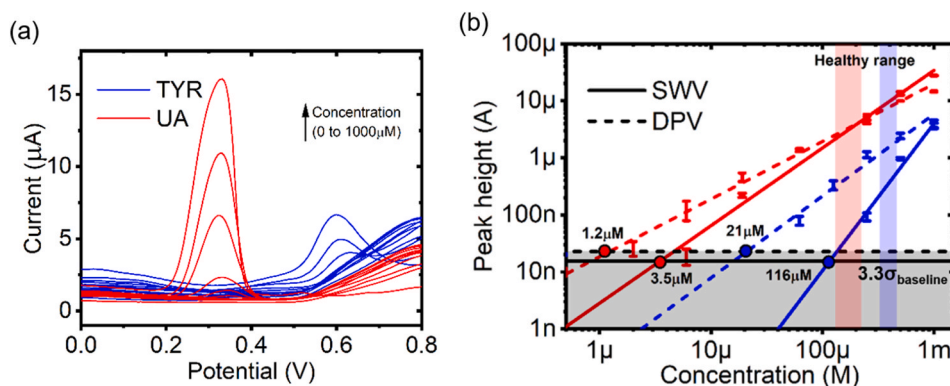 (a)
TYR
UA
Concentration
(0 to 1000µM)
15
10
5
0
Current (µA)
0.0 0.2 0.4 0.6 0.8
Potential (V)
(b)
100µ
10µ
1µ
100n
10n
1n
Peak height (A)
Healthy range
SWV
DPV
1.2µM
21µM
3.5µM
116µM
3.3σbaseline
1µ 10µ 100µ 1m
Concentration (M)